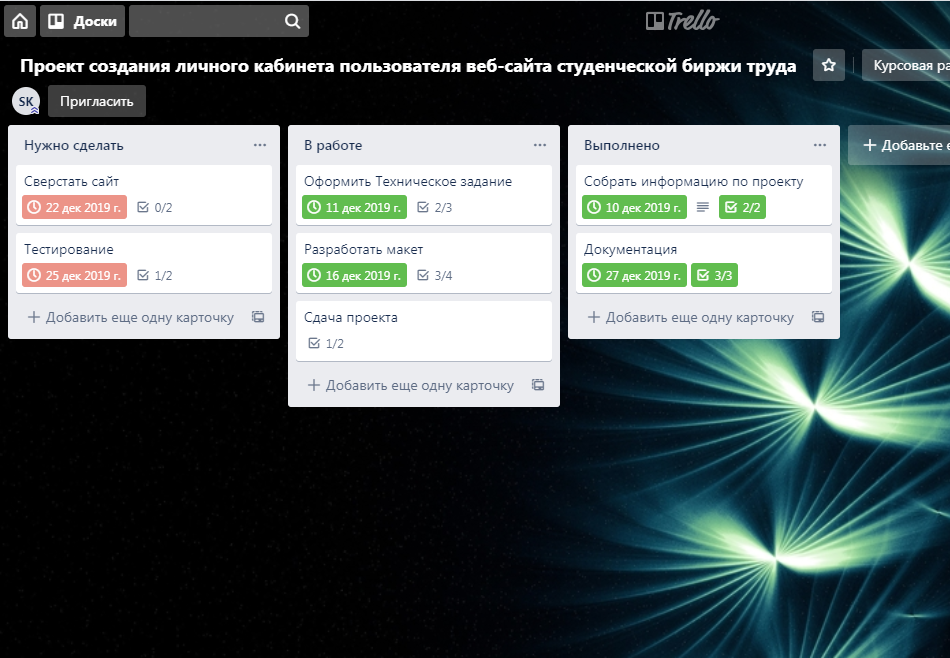 Доски
Trello
Проект создания личного кабинета пользователя веб-сайта студенческой биржи труда
Курсовая ра
SK
Пригласить
Нужно сделать
Сверстать сайт
22 дек 2019 г.
0/2
Тестирование
25 дек 2019 г.
1/2
Добавить еще одну карточку
В работе
Оформить Техническое задание
11 дек 2019 г.
2/3
Разработать макет
16 дек 2019 г.
3/4
Сдача проекта
1/2
Добавить еще одну карточку
Выполнено
Собрать информацию по проекту
10 дек 2019 г.
2/2
Документация
27 дек 2019 г.
3/3
Добавить еще одну карточку
Добавьте е